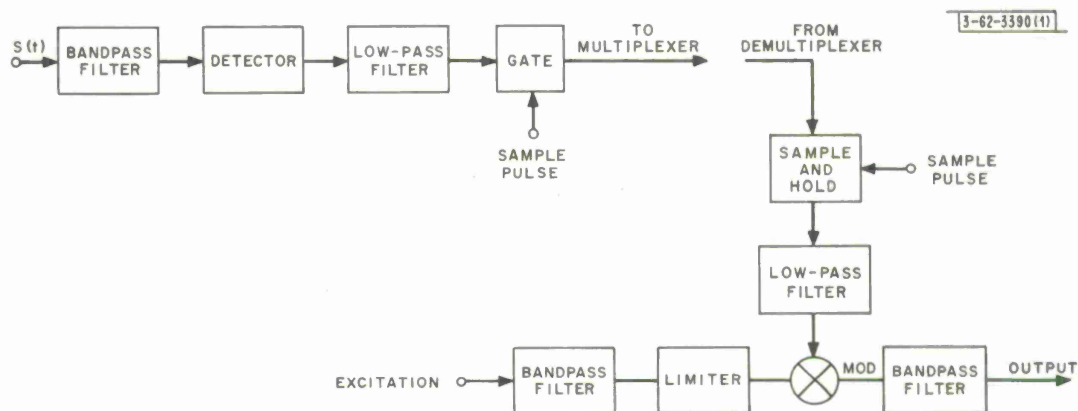 3-62-3390(1)
S(t)
BANDPASS
FILTER
DETECTOR
LOW-PASS
FILTER
GATE
TO
MULTIPLEXER
SAMPLE
PULSE
FROM
DEMULTIPLEXER
SAMPLE
AND
HOLD
SAMPLE
PULSE
LOW-PASS
FILTER
EXCITATION
BANDPASS
FILTER
LIMITER
MOD
BANDPASS
FILTER
OUTPUT